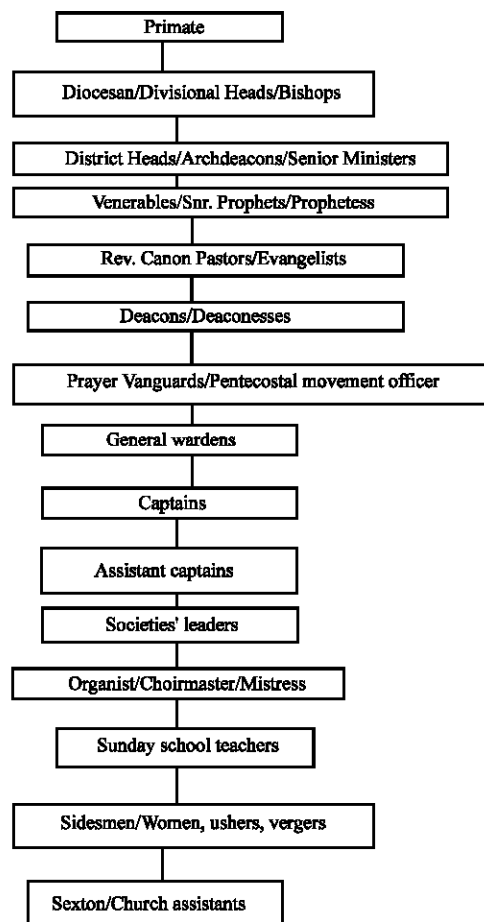 Primate
Diocesan/Divisional Heads/Bishops
District Heads/Archdeacons/Senior Ministers
Venerables/Snr. Prophets/Prophetess
Rev. Canon Pastors/Evangelists
Deacons/Deaconesses
Prayer Vanguards/Pentecostal movement officer
General wardens
Captains
Assistant captains
Societies' leaders
Organist/Choirmaster/Mistress
Sunday school teachers
Sidesmen/Women, ushers, vergers
Sexton/Church assistants